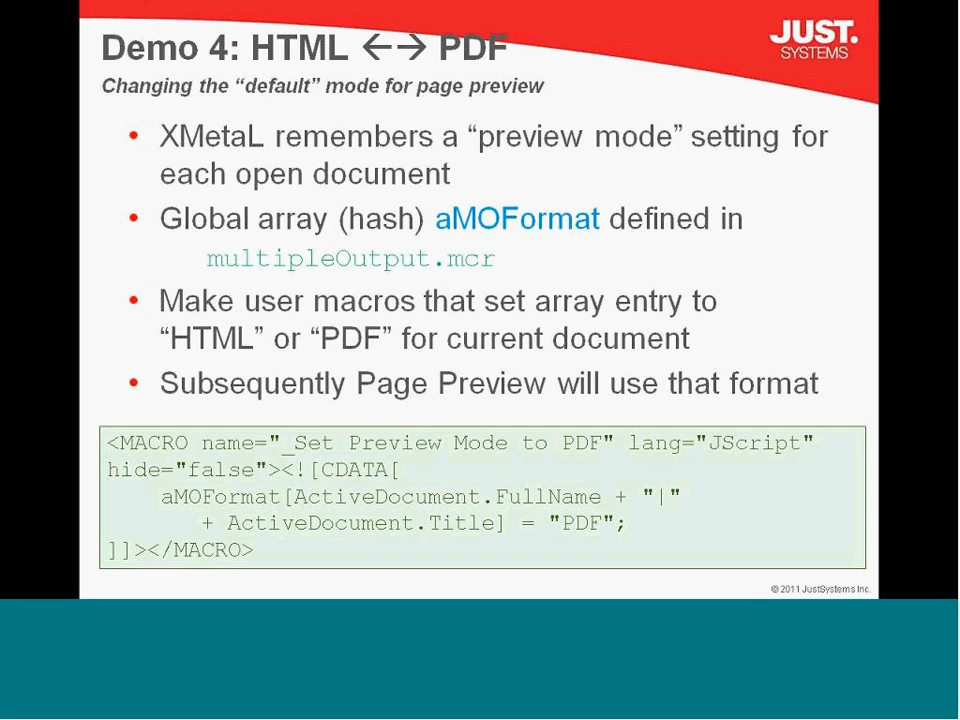 Demo 4: HTML ←→ PDF
JUST.
SYSTEMS
Changing the “default” mode for page preview
• XMetaL remembers a “preview mode” setting for
each open document
• Global array (hash) aMOFormat defined in
multipleOutput.mcr
• Make user macros that set array entry to
“HTML” or “PDF” for current document
• Subsequently Page Preview will use that format
<MACRO name="_Set Preview Mode to PDF" lang="JScript"
hide="false"><![CDATA[
aMOFormat[ActiveDocument.FullName + "|"
+ ActiveDocument.Title] = "PDF";
]]></MACRO>
© 2011 JustSystems Inc.